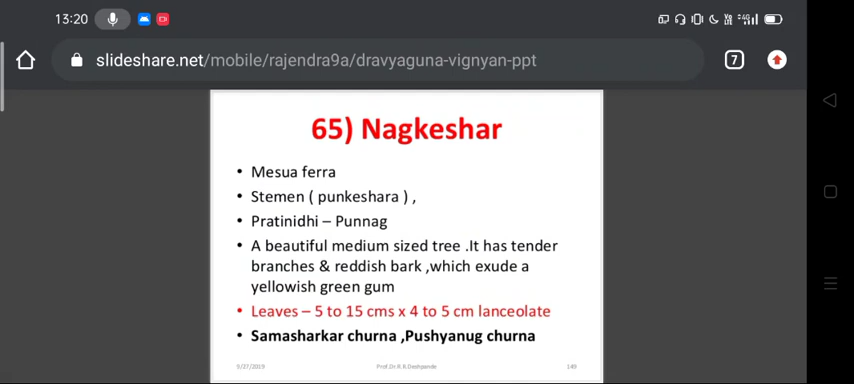 13:20
slideshare.net/mobile/rajendra9a/dravyaguna-vignyan-ppt
7
65) Nagkeshar
• Mesua ferra
• Stemen ( punkeshara ) ,
• Pratinidhi – Punnag
• A beautiful medium sized tree .It has tender
branches & reddish bark ,which exude a
yellowish green gum
• Leaves – 5 to 15 cms x 4 to 5 cm lanceolate
• Samasharkar churna ,Pushyanug churna
9/27/2019 Prof.Dr.R.R.Deshpande 149